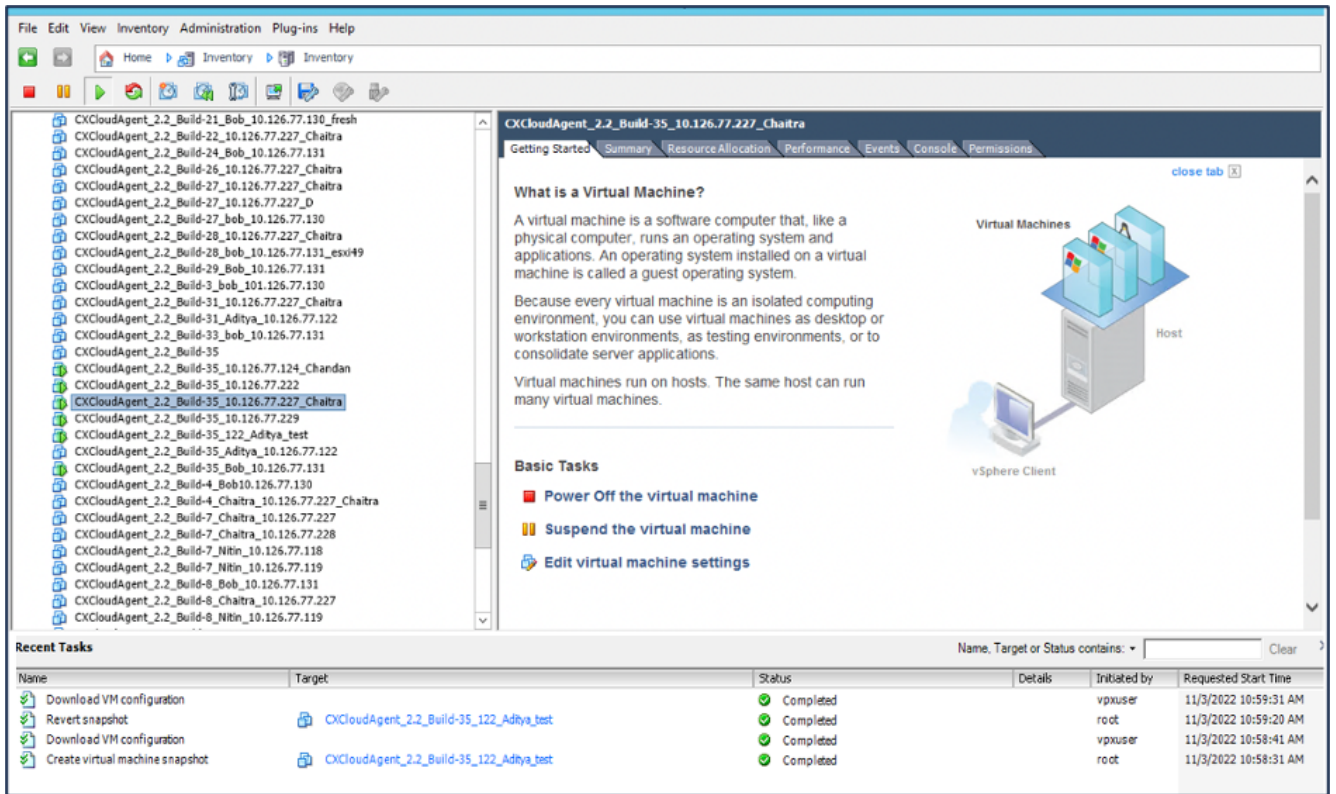 File Edit View Inventory Administration Plug-ins Help
Home Inventory Inventory
CXCloudAgent_2.2_Build-21_Bob_10.126.77.130_fresh
CXCloudAgent_2.2_Build-22_10.126.77.227_Chaitra
CXCloudAgent_2.2_Build-24_Bob_10.126.77.131
CXCloudAgent_2.2_Build-26_10.126.77.227_Chaitra
CXCloudAgent_2.2_Build-27_10.126.77.227_Chaitra
CXCloudAgent_2.2_Build-27_10.126.77.227_D
CXCloudAgent_2.2_Build-27_bob_10.126.77.130
CXCloudAgent_2.2_Build-28_10.126.77.227_Chaitra
CXCloudAgent_2.2_Build-28_bob_10.126.77.131_esxi49
CXCloudAgent_2.2_Build-29_Bob_10.126.77.131
CXCloudAgent_2.2_Build-3_bob_101.126.77.130
CXCloudAgent_2.2_Build-31_10.126.77.227_Chaitra
CXCloudAgent_2.2_Build-31_Aditya_10.126.77.122
CXCloudAgent_2.2_Build-33_bob_10.126.77.131
CXCloudAgent_2.2_Build-35
CXCloudAgent_2.2_Build-35_10.126.77.124_Chandan
CXCloudAgent_2.2_Build-35_10.126.77.222
CXCloudAgent_2.2_Build-35_10.126.77.227_Chaitra
CXCloudAgent_2.2_Build-35_10.126.77.229
CXCloudAgent_2.2_Build-35_122_Aditya_test
CXCloudAgent_2.2_Build-35_Aditya_10.126.77.122
CXCloudAgent_2.2_Build-35_Bob_10.126.77.131
CXCloudAgent_2.2_Build-4_Bob10.126.77.130
CXCloudAgent_2.2_Build-4_Chaitra_10.126.77.227_Chaitra
CXCloudAgent_2.2_Build-7_Chaitra_10.126.77.227
CXCloudAgent_2.2_Build-7_Chaitra_10.126.77.228
CXCloudAgent_2.2_Build-7_Nitin_10.126.77.118
CXCloudAgent_2.2_Build-7_Nitin_10.126.77.119
CXCloudAgent_2.2_Build-8_Bob_10.126.77.131
CXCloudAgent_2.2_Build-8_Chaitra_10.126.77.227
CXCloudAgent_2.2_Build-8_Nitin_10.126.77.119
CXCloudAgent_2.2_Build-35_10.126.77.227_Chaitra
Getting Started Summary Resource Allocation Performance Events Console Permissions
close tab X
What is a Virtual Machine?
A virtual machine is a software computer that, like a
physical computer, runs an operating system and
applications. An operating system installed on a virtual
machine is called a guest operating system.
Because every virtual machine is an isolated computing
environment, you can use virtual machines as desktop or
workstation environments, as testing environments, or to
consolidate server applications.
Virtual machines run on hosts. The same host can run
many virtual machines.
Virtual Machines
Host
vSphere Client
Basic Tasks
Power Off the virtual machine
Suspend the virtual machine
Edit virtual machine settings
Recent Tasks
Name, Target or Status contains: Clear
Name Target Status Details Initiated by Requested Start Time
Download VM configuration Completed vpxuser 11/3/2022 10:59:31 AM
Revert snapshot CXCloudAgent_2.2_Build-35_122_Aditya_test Completed root 11/3/2022 10:59:20 AM
Download VM configuration Completed vpxuser 11/3/2022 10:58:41 AM
Create virtual machine snapshot CXCloudAgent_2.2_Build-35_122_Aditya_test Completed root 11/3/2022 10:58:31 AM